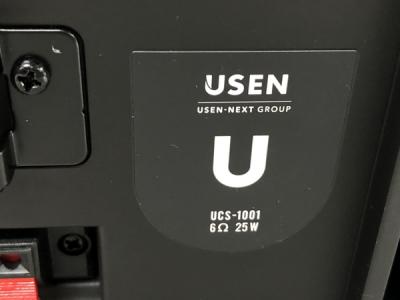 USEN
USEN-NEXT GROUP
U
UCS-1001
6Ω 25W